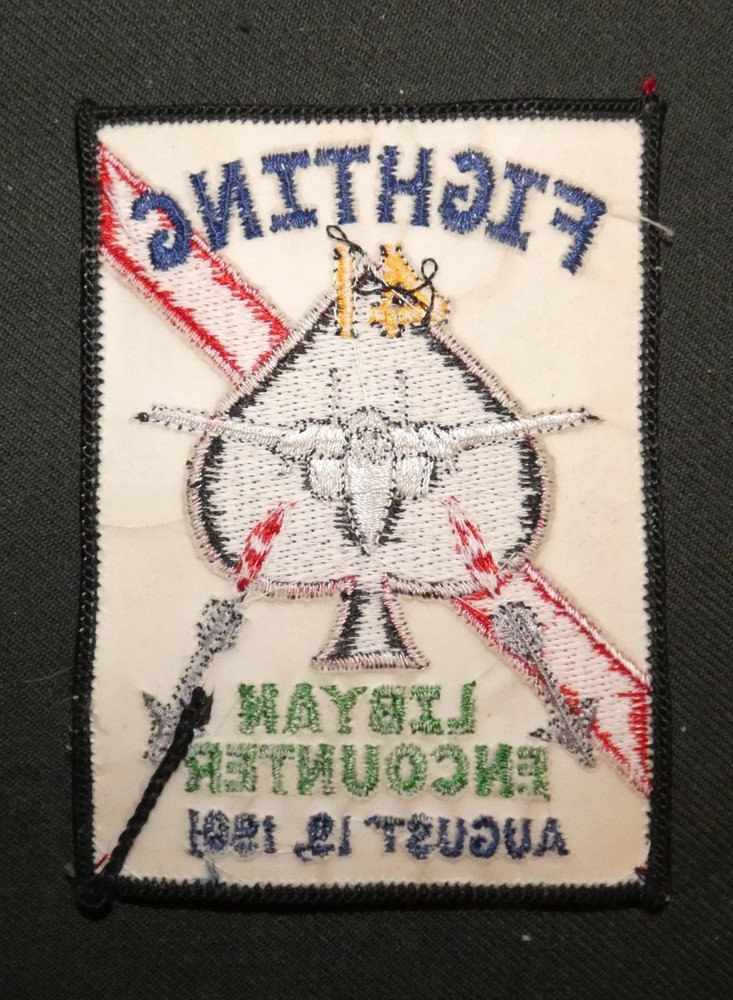 FIGHTING
41
LIBYAN
ENCOUNTER
AUGUST 19, 1981